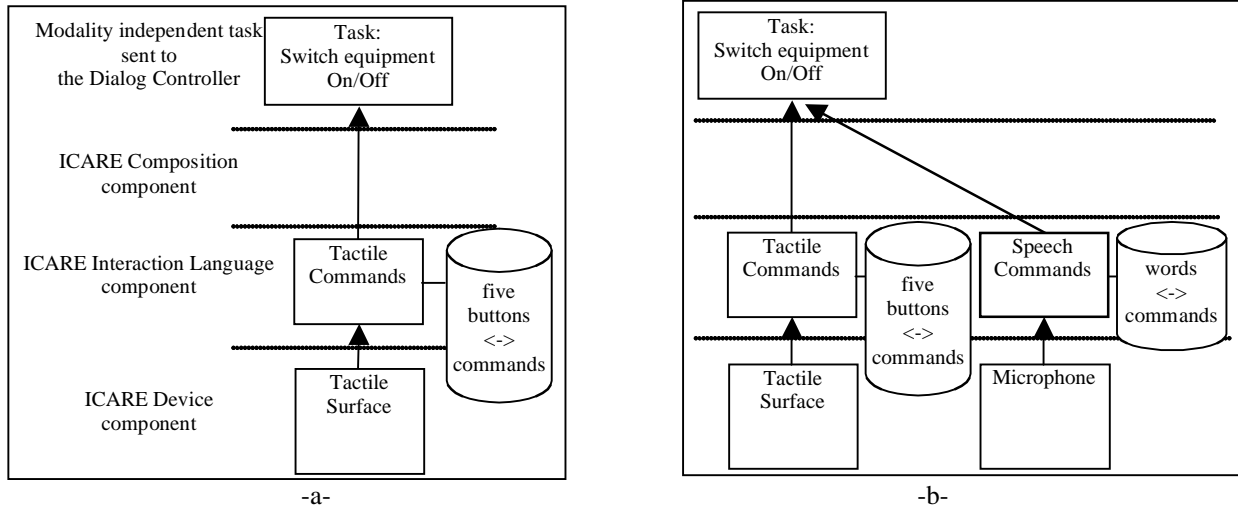 Modality independent task
sent to
the Dialog Controller
Task:
Switch equipment
On/Off
ICARE Composition
component
ICARE Interaction Language
component
Tactile
Commands
five
buttons
<->
commands
ICARE Device
component
Tactile
Surface
-a-
Task:
Switch equipment
On/Off
Tactile
Commands
five
buttons
<->
commands
Speech
Commands
words
<->
commands
Tactile
Surface
Microphone
-b-